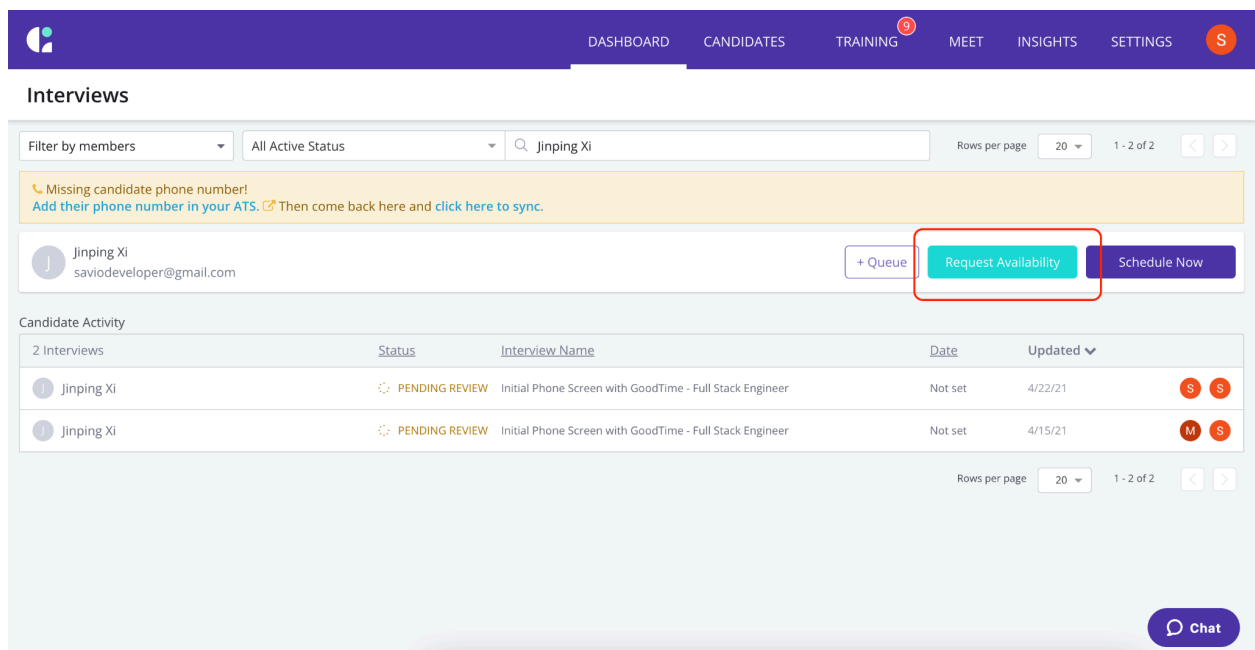 DASHBOARD CANDIDATES TRAINING 9 MEET INSIGHTS SETTINGS S
Interviews
Filter by members All Active Status Jinping Xi Rows per page 20 1 - 2 of 2
Missing candidate phone number!
Add their phone number in your ATS. Then come back here and click here to sync.
J Jinping Xi
saviodeveloper@gmail.com
+ Queue Request Availability Schedule Now
Candidate Activity
2 Interviews Status Interview Name Date Updated
J Jinping Xi PENDING REVIEW Initial Phone Screen with GoodTime - Full Stack Engineer Not set 4/22/21 S S
J Jinping Xi PENDING REVIEW Initial Phone Screen with GoodTime - Full Stack Engineer Not set 4/15/21 M S
Rows per page 20 1 - 2 of 2
Chat